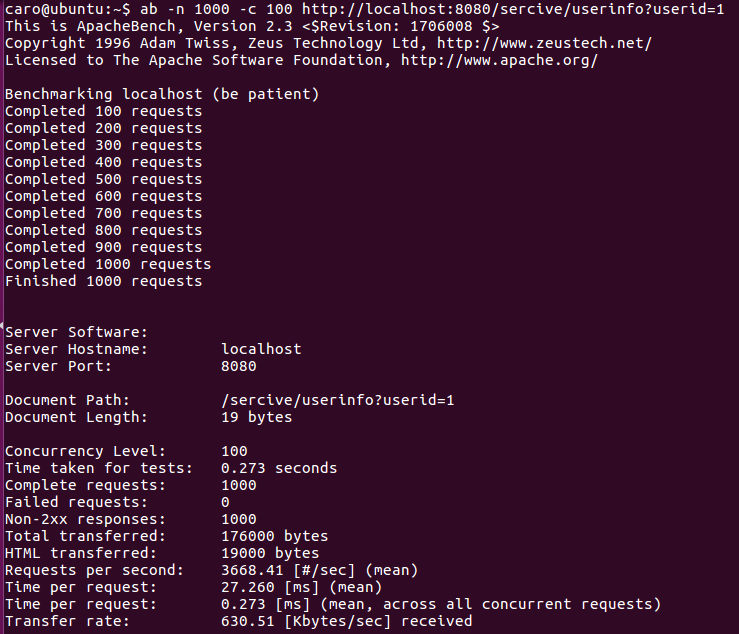 caro@ubuntu:~$ ab -n 1000 -c 100 http://localhost:8080/sercive/userinfo?userid=1
This is ApacheBench, Version 2.3 <$Revision: 1706008 $>
Copyright 1996 Adam Twiss, Zeus Technology Ltd, http://www.zeustech.net/
Licensed to The Apache Software Foundation, http://www.apache.org/

Benchmarking localhost (be patient)
Completed 100 requests
Completed 200 requests
Completed 300 requests
Completed 400 requests
Completed 500 requests
Completed 600 requests
Completed 700 requests
Completed 800 requests
Completed 900 requests
Completed 1000 requests
Finished 1000 requests


Server Software:
Server Hostname:        localhost
Server Port:            8080

Document Path:          /sercive/userinfo?userid=1
Document Length:        19 bytes

Concurrency Level:      100
Time taken for tests:   0.273 seconds
Complete requests:      1000
Failed requests:        0
Non-2xx responses:      1000
Total transferred:      176000 bytes
HTML transferred:       19000 bytes
Requests per second:    3668.41 [#/sec] (mean)
Time per request:       27.260 [ms] (mean)
Time per request:       0.273 [ms] (mean, across all concurrent requests)
Transfer rate:          630.51 [Kbytes/sec] received